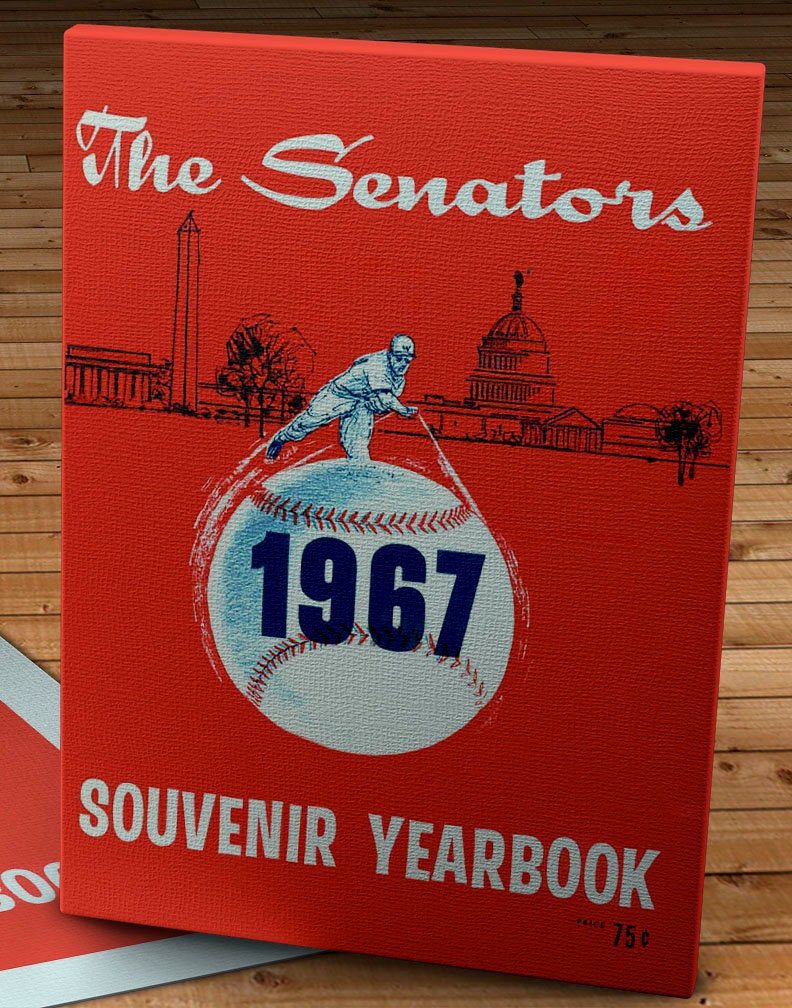 The Senators
1967
SOUVENIR YEARBOOK
PRICE 75¢